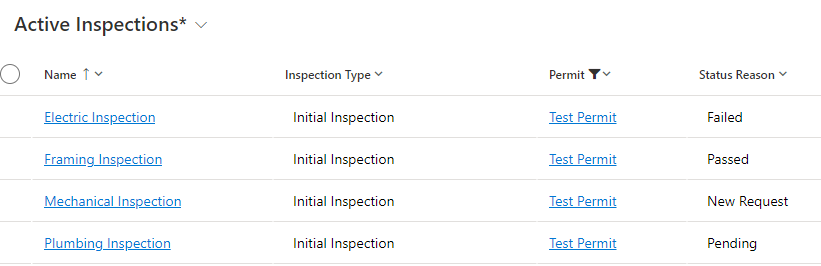 Active Inspections*
Name Inspection Type Permit Status Reason
Electric Inspection Initial Inspection Test Permit Failed
Framing Inspection Initial Inspection Test Permit Passed
Mechanical Inspection Initial Inspection Test Permit New Request
Plumbing Inspection Initial Inspection Test Permit Pending